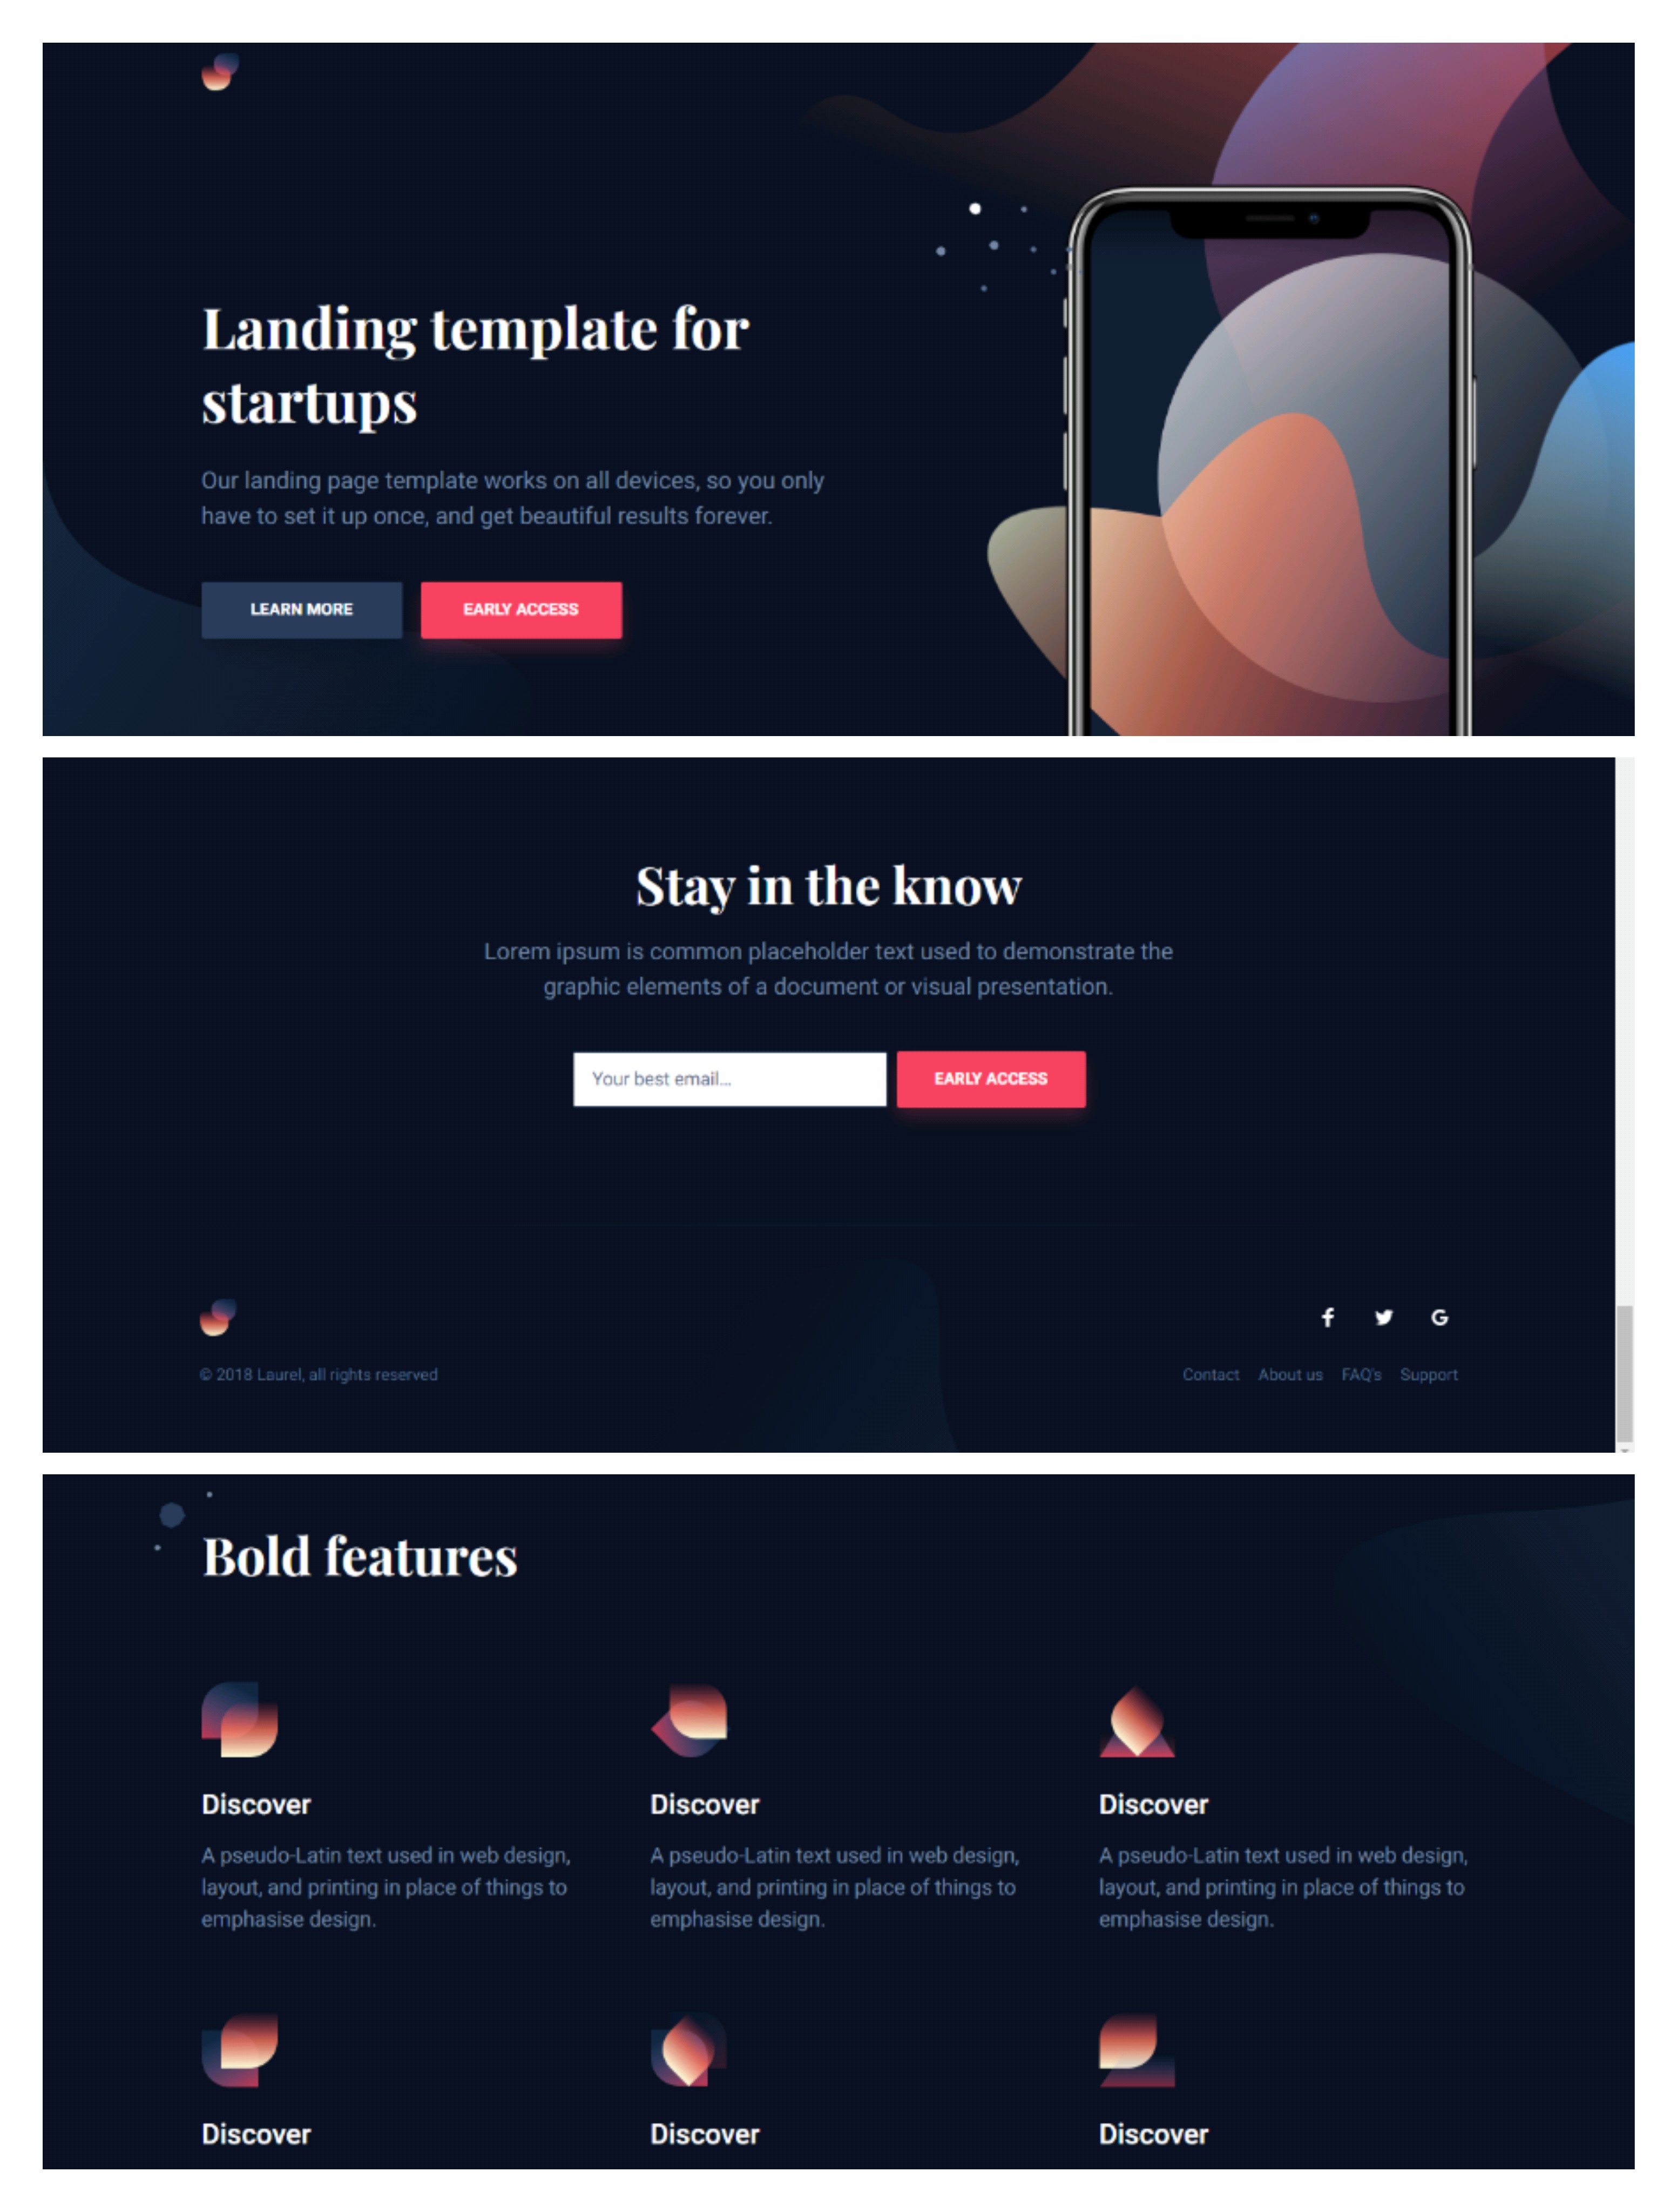 Landing template for
startups
Our landing page template works on all devices, so you only
have to set it up once, and get beautiful results forever.
LEARN MORE
EARLY ACCESS
Stay in the know
Lorem ipsum is common placeholder text used to demonstrate the
graphic elements of a document or visual presentation.
Your best email...
EARLY ACCESS
© 2018 Laurel, all rights reserved
Contact About us FAQ's Support
Bold features
Discover
A pseudo-Latin text used in web design,
layout, and printing in place of things to
emphasise design.
Discover
A pseudo-Latin text used in web design,
layout, and printing in place of things to
emphasise design.
Discover
A pseudo-Latin text used in web design,
layout, and printing in place of things to
emphasise design.
Discover
Discover
Discover